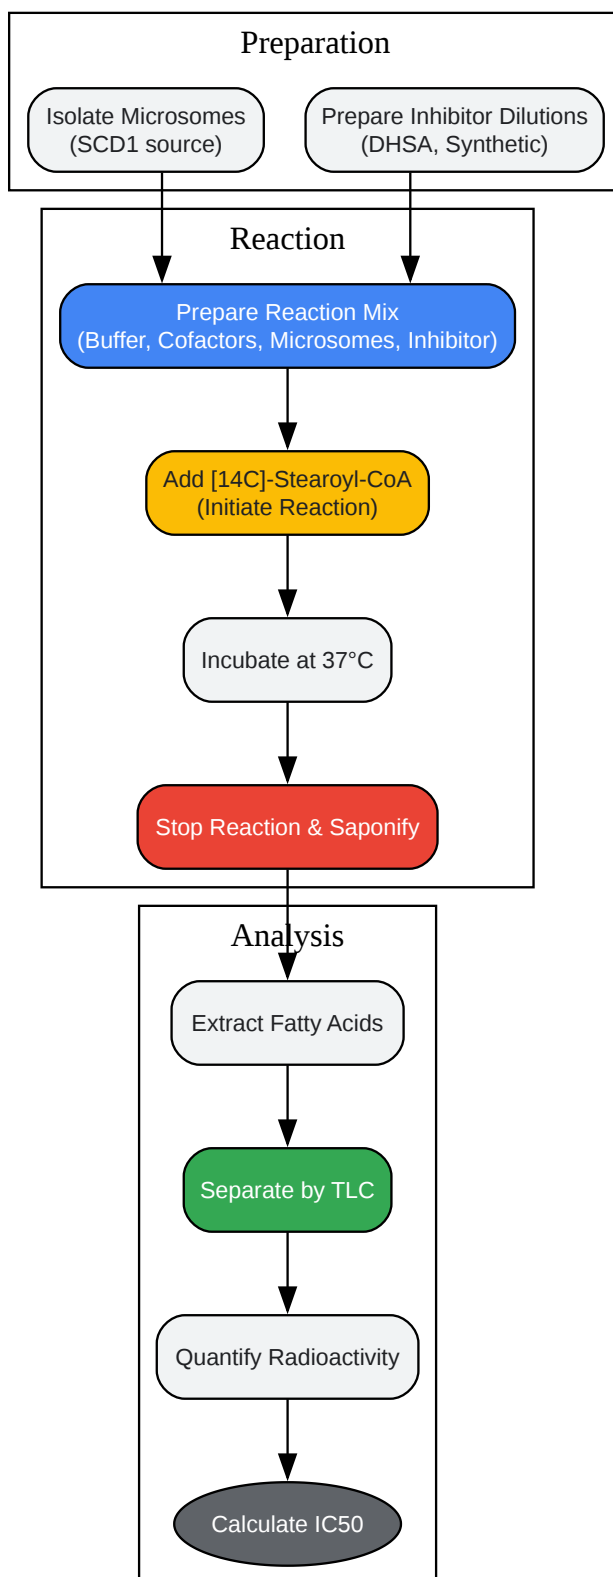 Preparation
Isolate Microsomes
(SCD1 source)
Prepare Inhibitor Dilutions
(DHSA, Synthetic)
Reaction
Prepare Reaction Mix
(Buffer, Cofactors, Microsomes, Inhibitor)
Add [14C]-Stearoyl-CoA
(Initiate Reaction)
Incubate at 37°C
Stop Reaction & Saponify
Analysis
Extract Fatty Acids
Separate by TLC
Quantify Radioactivity
Calculate IC50